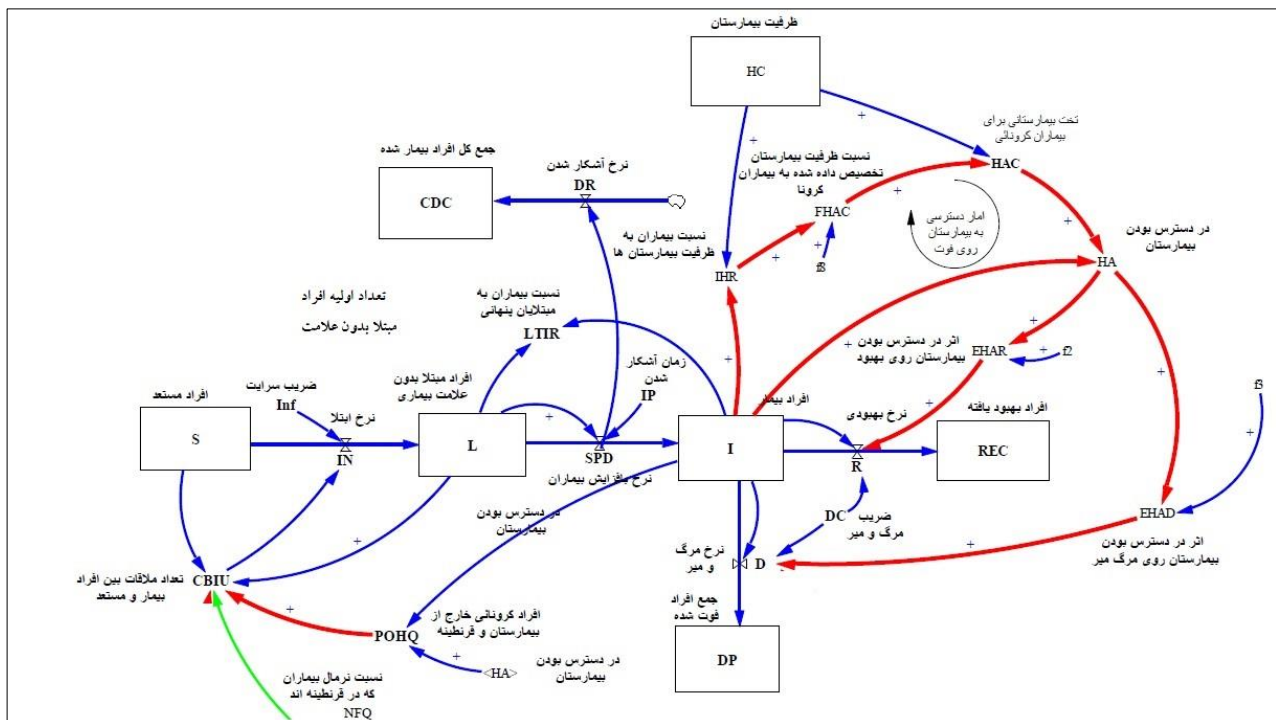 ظرفیت بیمارستان
HC
تخت بیمارستانی برای
بیماران کرونائی
HAC
جمع کل افراد بیمار شده
CDC
نرخ آشکار شدن
DR
نسبت ظرفیت بیمارستان
تخصیص داده شده به بیماران
کرونا
FHAC
f8
امار دسترسی
به بیمارستان
روی فوت
در دسترس بودن
بیمارستان
HA
نسبت بیماران به
ظرفیت بیمارستان ها
IHR
تعداد اولیه افراد
مبتلا بدون علامت
نسبت بیماران به
مبتلایان پنهانی
LTIR
زمان آشکار
شدن
IP
اثر در دسترس بودن
بیمارستان روی بهبود
EHAR
f2
f3
افراد مستعد
S
ضریب سرایت
Inf
نرخ ابتلا
IN
افراد مبتلا بدون
علامت بیماری
L
SPD
نرخ بافزایش بیماران
افراد بیمار
I
نرخ بهبودی
R
افراد بهبود یافته
REC
ضریب
مرگ و میر
DC
EHAD
اثر در دسترس بودن
بیمارستان روی مرگ میر
در دسترس بودن
بیمارستان
نرخ مرگ
و میر
D
تعداد ملاقات بین افراد
بیمار و مستعد
CBIU
افراد کرونائی خارج از
بیمارستان و قرنطینه
POHQ
جمع افراد
فوت شده
DP
<HA>
در دسترس بودن
بیمارستان
نسبت نرمال بیماران
که در قرنطینه اند
NFQ